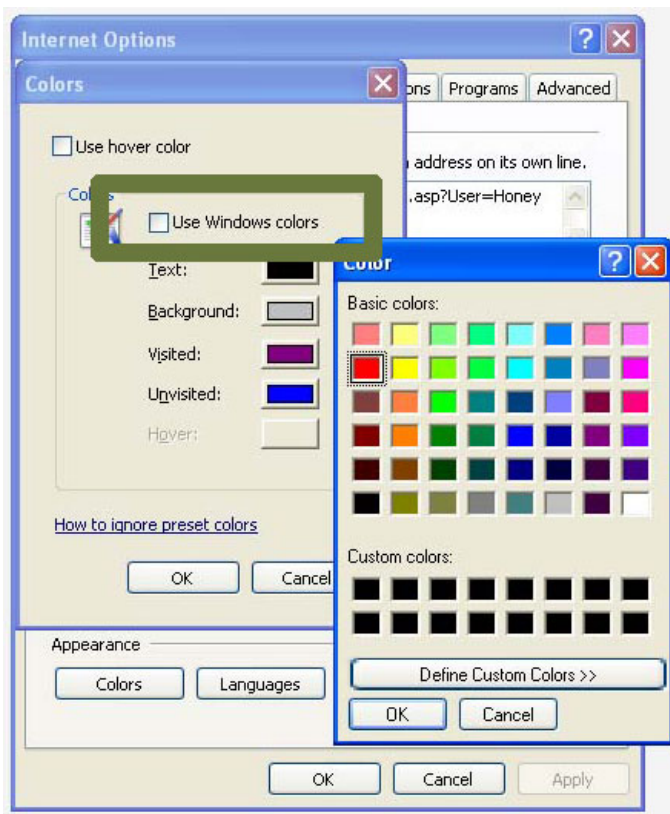 Internet Options
Colors
ons Programs Advanced
Use hover color
address on its own line.
.asp?User=Honey
Use Windows colors
Color
Text:
Basic colors:
Background:
Visited:
Unvisited:
Hover:
How to ignore preset colors
Custom colors:
OK Cancel
Appearance
Define Custom Colors >>
Colors Languages
OK Cancel
OK Cancel Apply